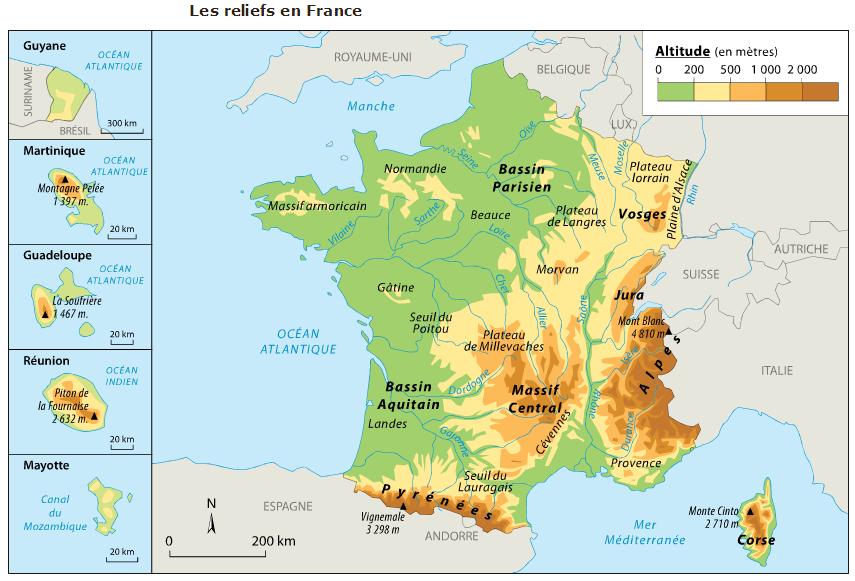 Les reliefs en France
Guyane
OCÉAN
ATLANTIQUE
SURINAME
BRÉSIL
300 km
Martinique
OCÉAN
ATLANTIQUE
Montagne Pelée
1 397 m.
20 km
Guadeloupe
OCÉAN
ATLANTIQUE
La Soufrière
1 467 m.
20 km
Réunion
OCÉAN
INDIEN
Piton de
la Fournaise
2 632 m.
20 km
Mayotte
Canal
du
Mozambique
20 km
Altitude (en mètres)
0 200 500 1 000 2 000
ROYAUME-UNI
BELGIQUE
LUX.
Manche
Oise
Seine
Meuse
Moselle
Plateau
lorrain
Plaine d'Alsace
Rhin
Normandie
Bassin
Parisien
Massif armoricain
Sarthe
Beauce
Plateau
de Langres
Vosges
Vilaine
Loire
AUTRICHE
SUISSE
Morvan
Cher
Gâtine
Jura
Saône
Allier
Seuil du
Poitou
Mont Blanc
4 810 m
OCÉAN
ATLANTIQUE
Plateau
de Millevaches
Isère
Alpes
ITALIE
Bassin
Aquitain
Dordogne
Massif
Central
Rhône
Landes
Cévennes
Durance
Garonne
Provence
Seuil du
Lauragais
Pyrénées
ESPAGNE
Vignemale
3 298 m.
ANDORRE
Mer
Méditerranée
Monte Cinto
2 710 m
Corse
N
0 200 km